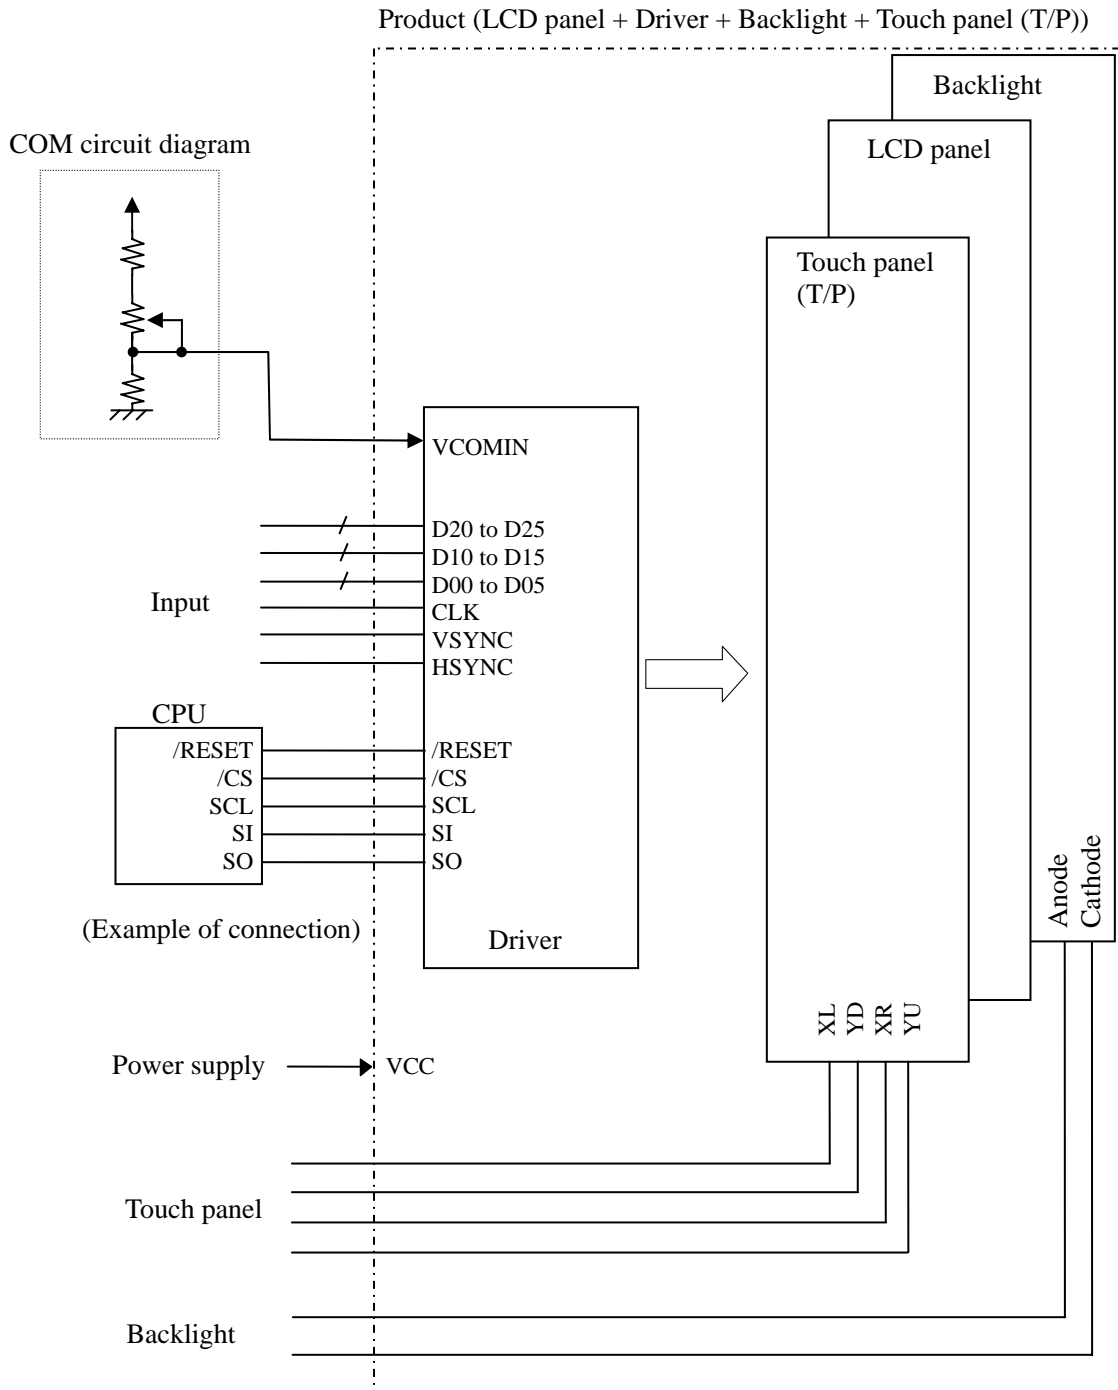 Product (LCD panel + Driver + Backlight + Touch panel (T/P))
Backlight
COM circuit diagram
LCD panel
Touch panel
(T/P)
VCOMIN
D20 to D25
D10 to D15
D00 to D05
Input
CLK
VSYNC
HSYNC
CPU
/RESET
/CS
SCL
SI
SO
/RESET
/CS
SCL
SI
SO
(Example of connection)
Driver
Anode
Cathode
XL
YD
XR
YU
Power supply
VCC
Touch panel
Backlight